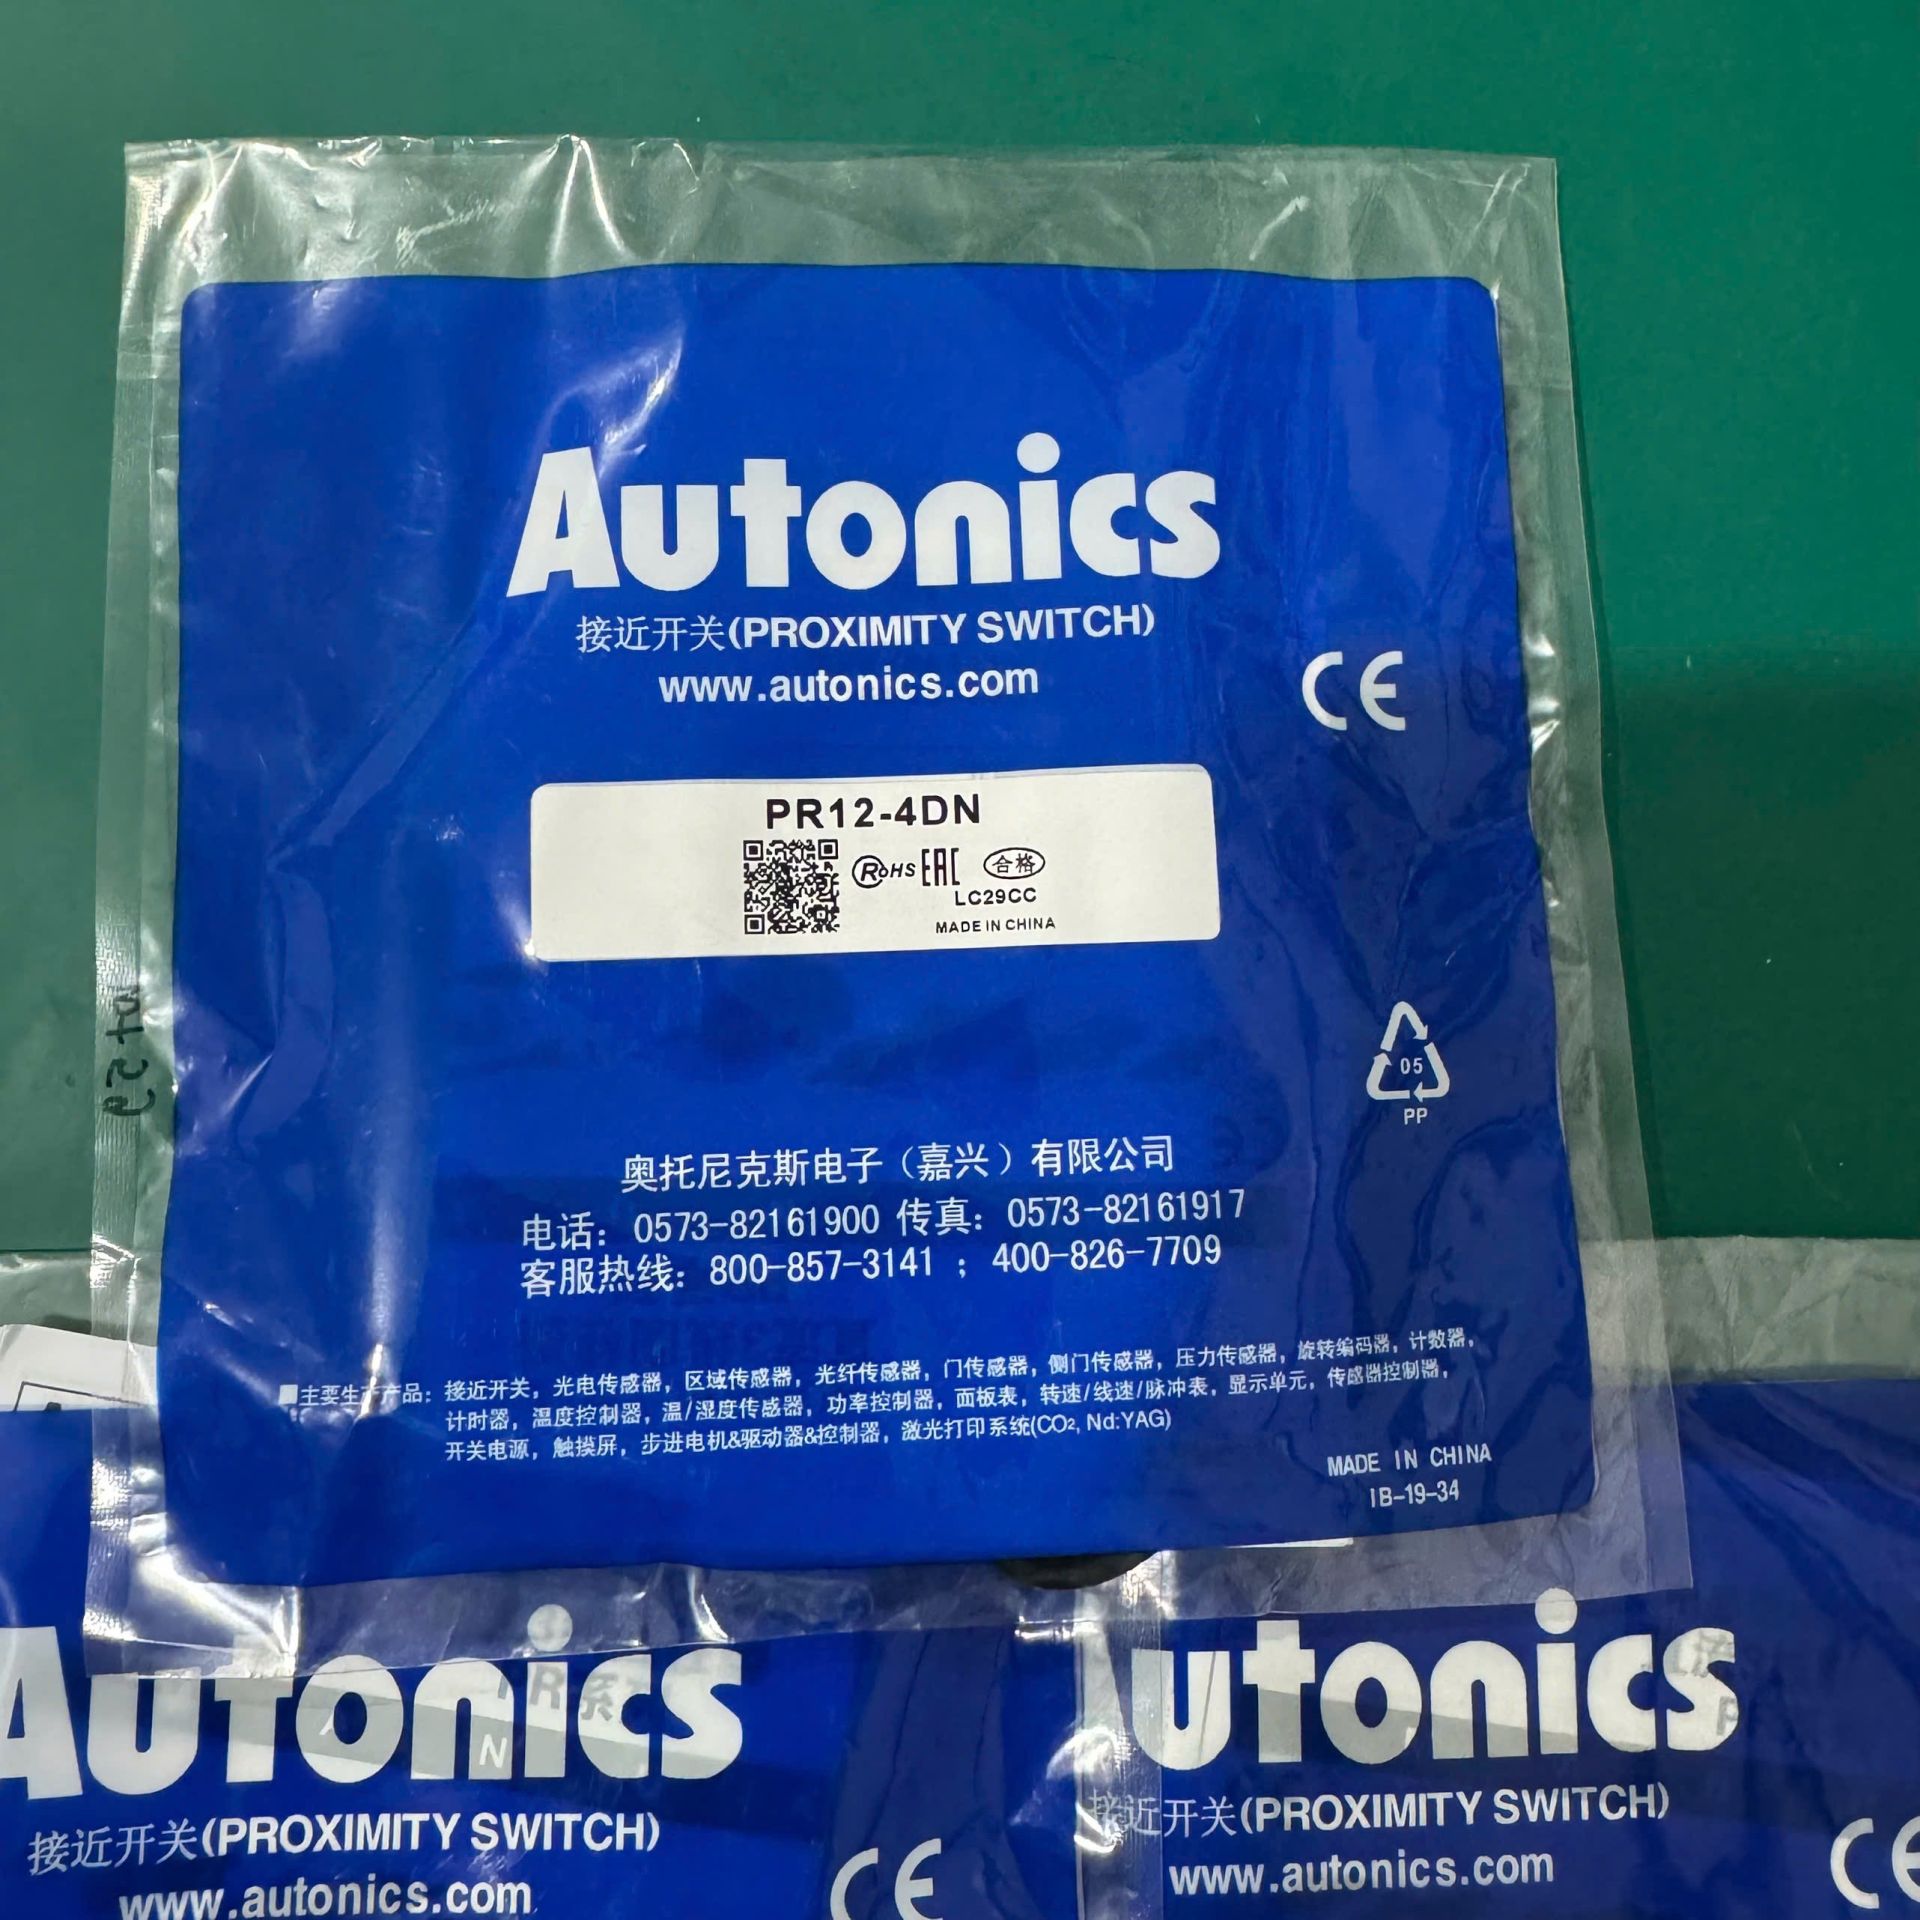 Autonics
接近开关(PROXIMITY SWITCH)
www.autonics.com
CE
PR12-4DN
RoHS EAC 合格
LC29CC
MADE IN CHINA
05
PP
奥托尼克斯电子（嘉兴）有限公司
电话: 0573-82161900 传真: 0573-82161917
客服热线: 800-857-3141 ; 400-826-7709
■主要生产产品: 接近开关, 光电传感器, 区域传感器, 光纤传感器, 门传感器, 侧门传感器, 压力传感器, 旋转编码器, 计数器,
计时器, 温度控制器, 温/湿度传感器, 功率控制器, 面板表, 转速/线速/脉冲表, 显示单元, 传感器控制器,
开关电源, 触摸屏, 步进电机&驱动器&控制器, 激光打印系统(CO2, Nd:YAG)
MADE IN CHINA
IB-19-34
Autonics
接近开关(PROXIMITY SWITCH)
www.autonics.com
CE
utonics
接近开关(PROXIMITY SWITCH)
www.autonics.com
CE